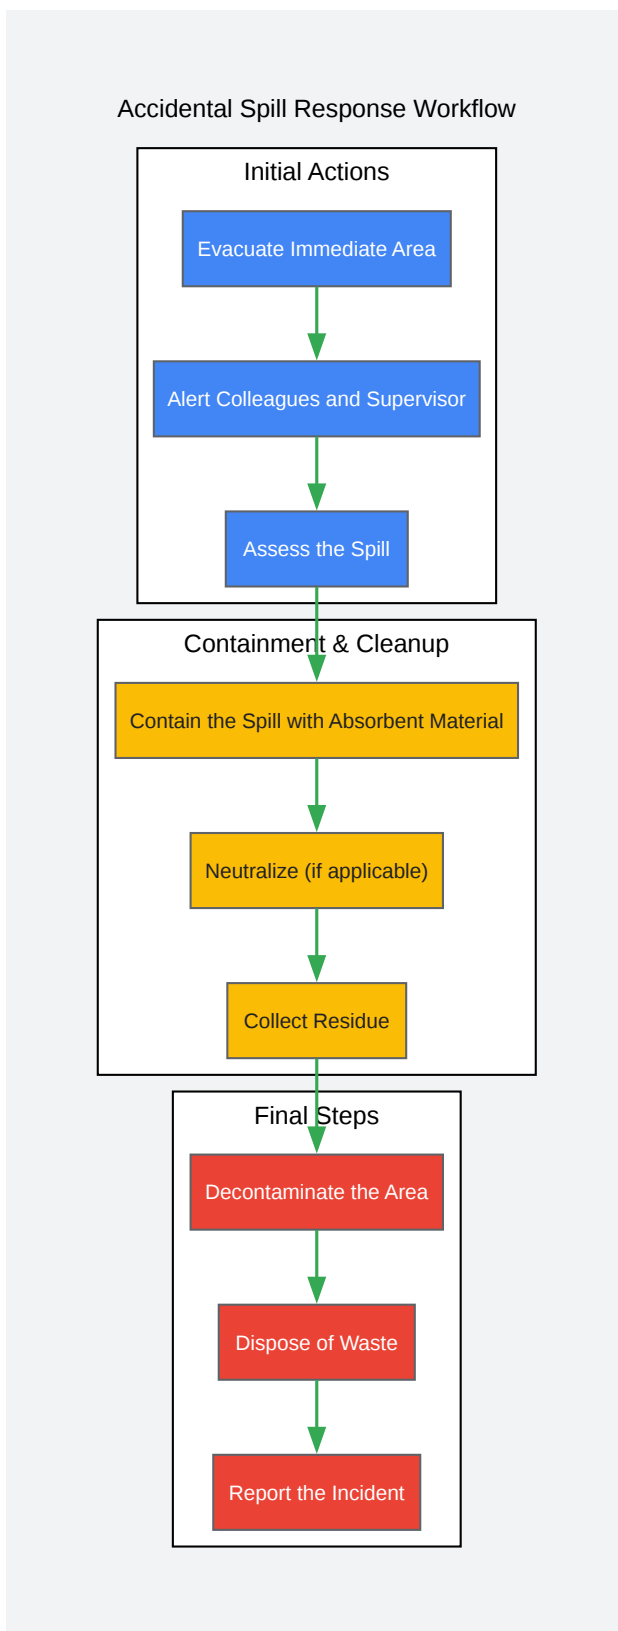 Accidental Spill Response Workflow
Initial Actions
Evacuate Immediate Area
Alert Colleagues and Supervisor
Assess the Spill
Containment & Cleanup
Contain the Spill with Absorbent Material
Neutralize (if applicable)
Collect Residue
Final Steps
Decontaminate the Area
Dispose of Waste
Report the Incident